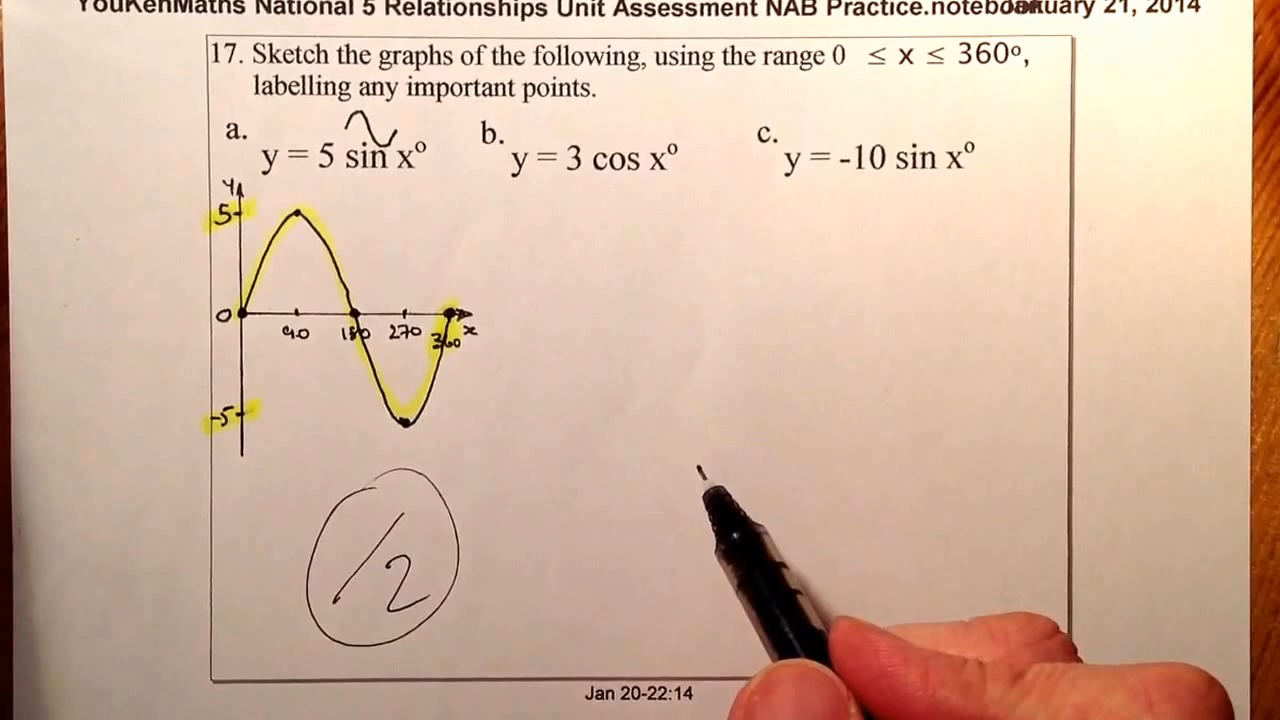 YouKenMaths National 5 Relationships Unit Assessment NAB Practice.notebook January 21, 2014
17. Sketch the graphs of the following, using the range 0 ≤ x ≤ 360°,
labelling any important points.
a. y = 5 sin x° b. y = 3 cos x° c. y = -10 sin x°
y
5
0 90 180 270 360 x
-5
/2
Jan 20-22:14